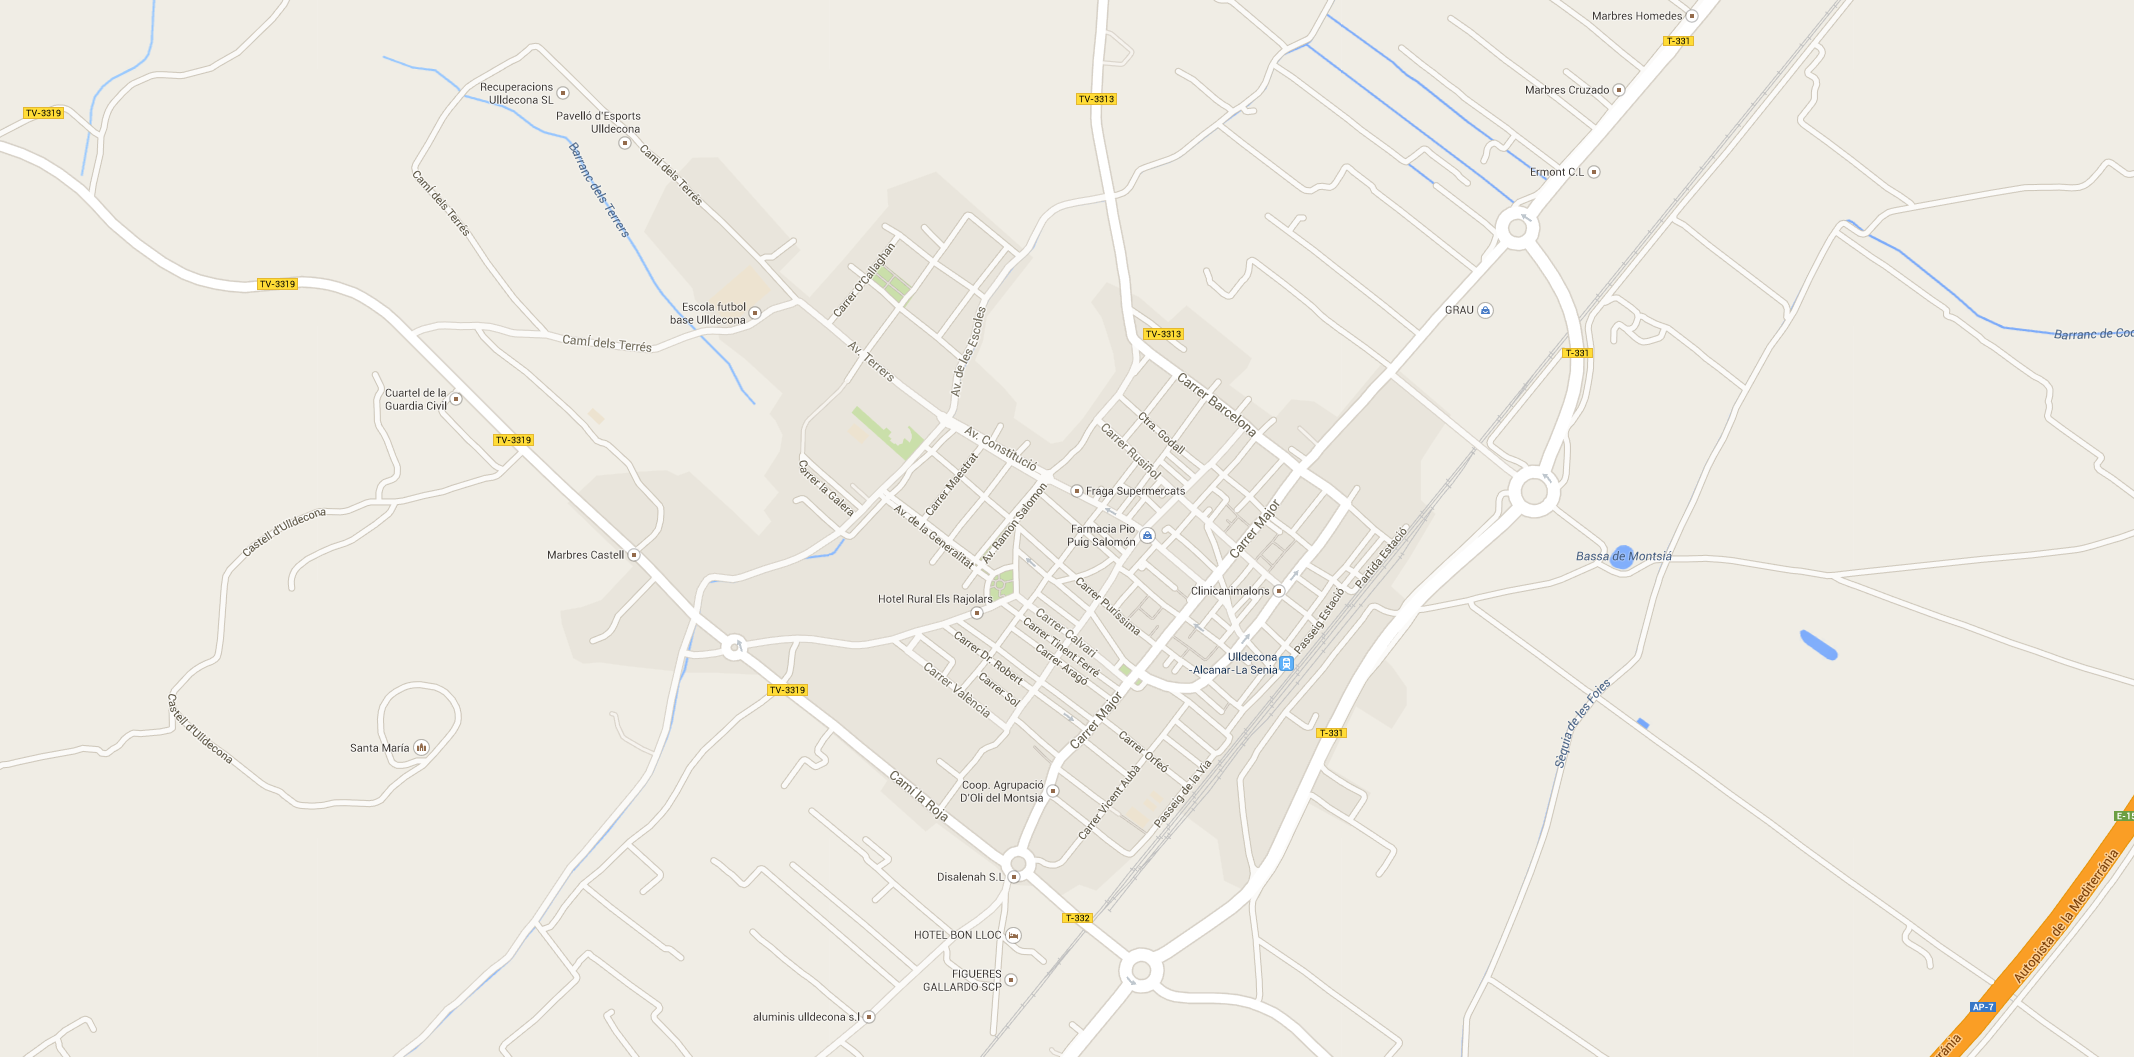 Marbres Homedes
T-331
Recuperacions
Ulldecona SL
Marbres Cruzado
TV-3313
TV-3319
Pavelló d'Esports
Ulldecona
Camí dels Terrés
Barranc dels Terrers
Camí dels Terrés
Ermont C.L
TV-3319
Carrer O'Callaghan
Escola futbol
base Ulldecona
GRAU
TV-3313
Barranc de Coc
Camí dels Terrés
Av. de les Escoles
Av. Terrers
T-331
Cuartel de la
Guardia Civil
Carrer Barcelona
TV-3319
Av. Constitució
Ctra. Godall
Carrer Rusiñol
Carrer Maestrat
Carrer la Galera
Fraga Supermercats
Castell d'Ulldecona
Av. de la Generalitat
Av. Ramon Salomon
Farmacia Pio
Puig Salomón
Carrer Major
Partida Estació
Marbres Castell
Bassa de Montsiá
Clinicanimalons
Hotel Rural Els Rajolars
Carrer Purissima
Passeig Estació
Carrer Calvari
Carrer Tinent Ferré
Carrer Aragó
Carrer Dr. Robert
Ulldecona
-Alcanar-La Senia
Carrer Sol
Carrer València
TV-3319
Castell d'Ulldecona
Santa María
Carrer Major
T-331
Sèquia de les Foies
Carrer Orfeó
Coop. Agrupació
D'Oli del Montsia
Carrer Vicent Aubà
Passeig de la Via
Camí la Roja
E-15
Disalenah S.L
T-332
HOTEL BON LLOC
Autopista de la Mediterrània
FIGUERES
GALLARDO SCP
AP-7
aluminis ulldecona s.l
rrània